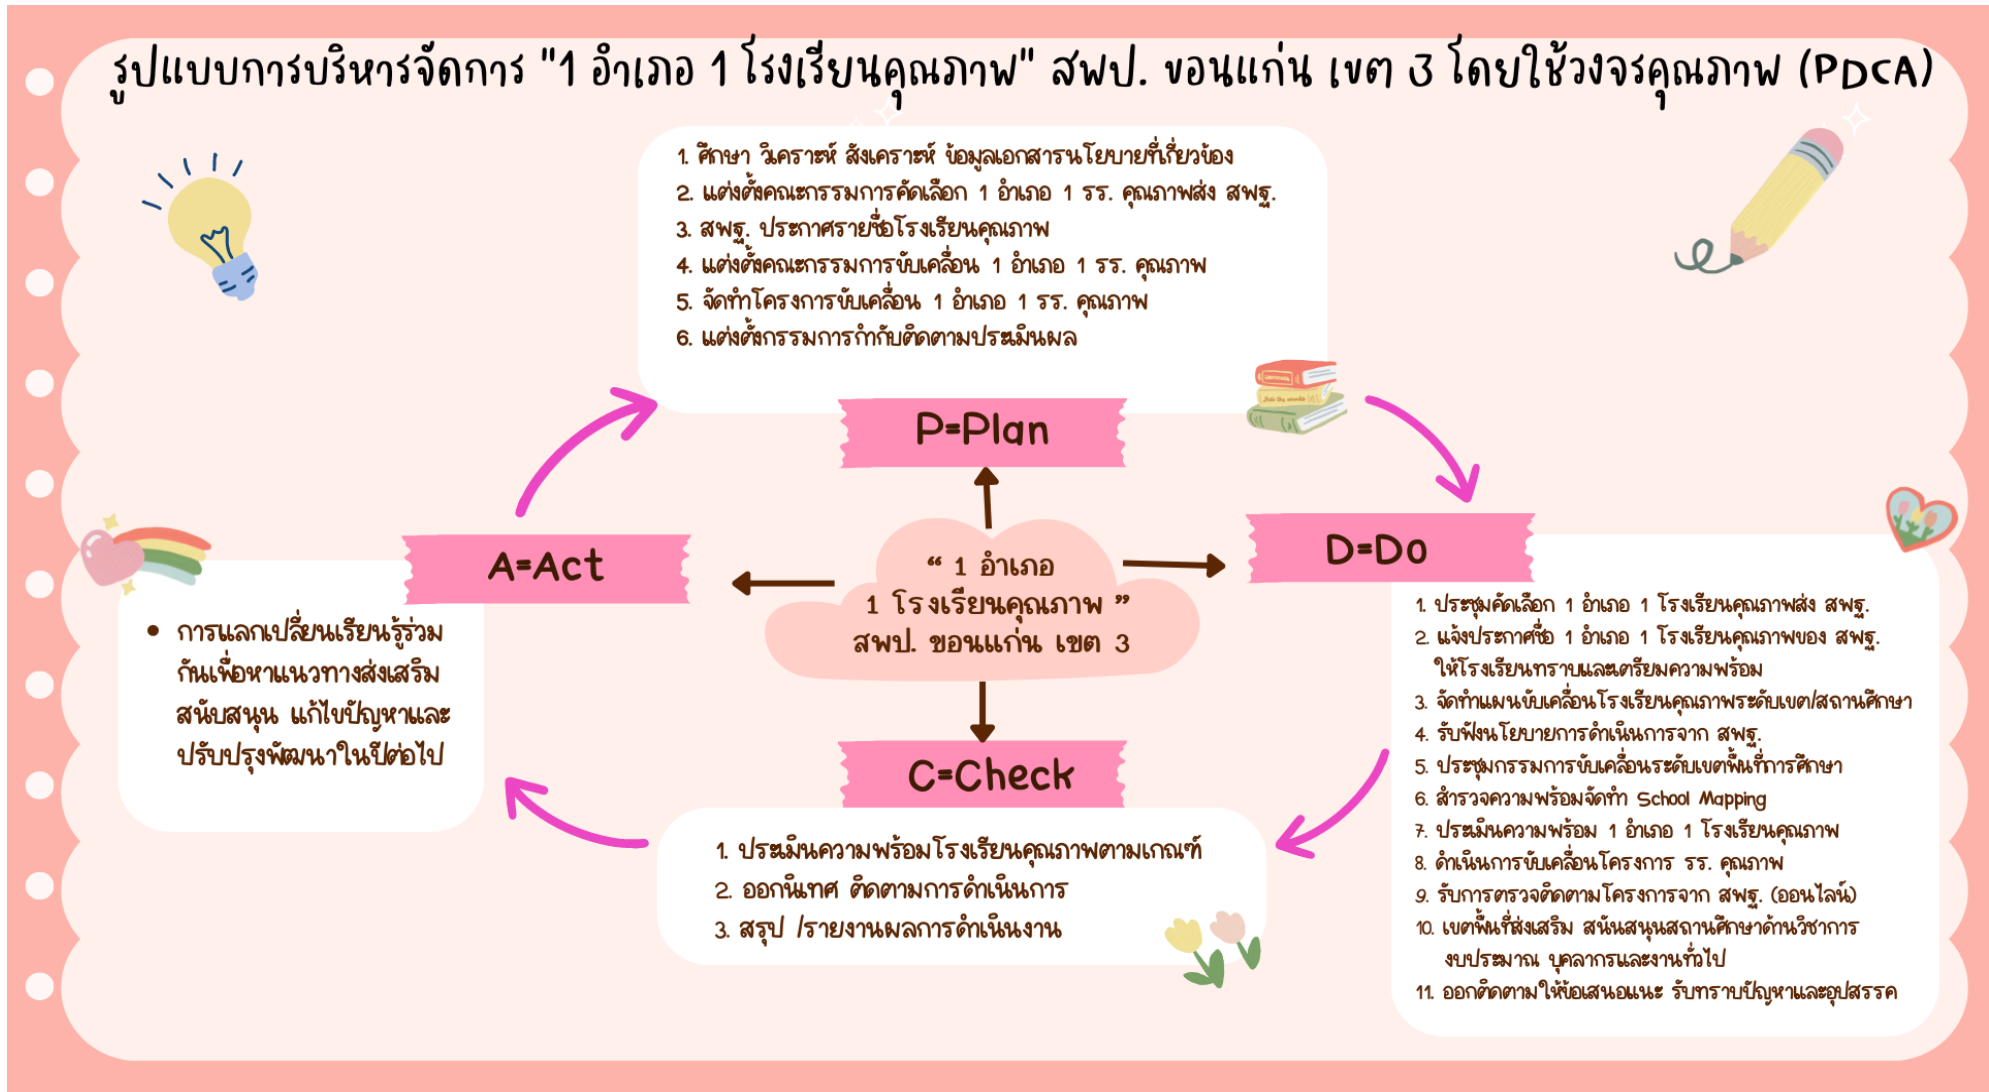 รูปแบบการบริหารจัดการ "1 อำเภอ 1 โรงเรียนคุณภาพ" สพป. ขอนแก่น เขต 3 โดยใช้วงจรคุณภาพ (PDCA)
1. ศึกษา วิเคราะห์ สังเคราะห์ ข้อมูลเอกสารนโยบายที่เกี่ยวข้อง
2. แต่งตั้งคณะกรรมการคัดเลือก 1 อำเภอ 1 รร. คุณภาพส่ง สพฐ.
3. สพฐ. ประกาศรายชื่อโรงเรียนคุณภาพ
4. แต่งตั้งคณะกรรมการขับเคลื่อน 1 อำเภอ 1 รร. คุณภาพ
5. จัดทำโครงการขับเคลื่อน 1 อำเภอ 1 รร. คุณภาพ
6. แต่งตั้งกรรมการกำกับติดตามประเมินผล
P=Plan
D=Do
1. ประชุมคัดเลือก 1 อำเภอ 1 โรงเรียนคุณภาพส่ง สพฐ.
2. แจ้งประกาศชื่อ 1 อำเภอ 1 โรงเรียนคุณภาพของ สพฐ.
ให้โรงเรียนทราบและเตรียมความพร้อม
3. จัดทำแผนขับเคลื่อนโรงเรียนคุณภาพระดับเขต/สถานศึกษา
4. รับฟังนโยบายการดำเนินการจาก สพฐ.
5. ประชุมกรรมการขับเคลื่อนระดับเขตพื้นที่การศึกษา
6. สำรวจความพร้อมจัดทำ School Mapping
7. ประเมินความพร้อม 1 อำเภอ 1 โรงเรียนคุณภาพ
8. ดำเนินการขับเคลื่อนโครงการ รร. คุณภาพ
9. รับการตรวจติดตามโครงการจาก สพฐ. (ออนไลน์)
10. เขตพื้นที่ส่งเสริม สนันสนุนสถานศึกษาด้านวิชาการ
งบประมาณ บุคลากรและงานทั่วไป
11. ออกติดตามให้ข้อเสนอแนะ รับทราบปัญหาและอุปสรรค
“ 1 อำเภอ
1 โรงเรียนคุณภาพ ”
สพป. ขอนแก่น เขต 3
C=Check
1. ประเมินความพร้อมโรงเรียนคุณภาพตามเกณฑ์
2. ออกนิเทศ ติดตามการดำเนินการ
3. สรุป /รายงานผลการดำเนินงาน
A=Act
• การแลกเปลี่ยนเรียนรู้ร่วม
กันเพื่อหาแนวทางส่งเสริม
สนับสนุน แก้ไขปัญหาและ
ปรับปรุงพัฒนาในปีต่อไป